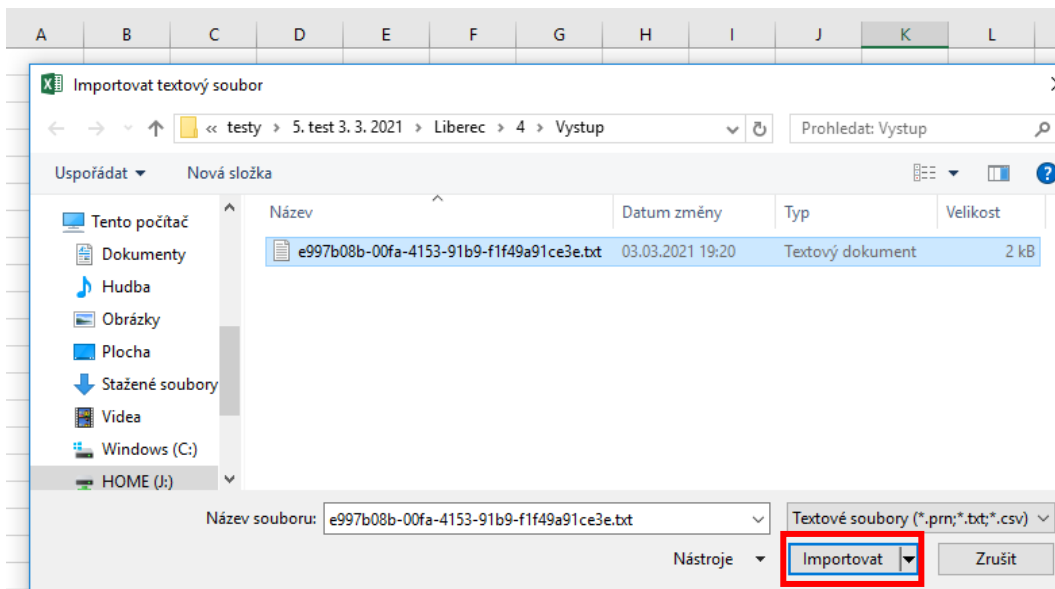 A B C D E F G H I J K L
Importovat textový soubor
« testy > 5. test 3. 3. 2021 > Liberec > 4 > Vystup
Prohledat: Vystup
Uspořádat Nová složka
Název Datum změny Typ Velikost
Tento počítač
e997b08b-00fa-4153-91b9-f1f49a91ce3e.txt 03.03.2021 19:20 Textový dokument 2 kB
Dokumenty
Hudba
Obrázky
Plocha
Stažené soubory
Videa
Windows (C:)
HOME (J:)
Název souboru: e997b08b-00fa-4153-91b9-f1f49a91ce3e.txt Textové soubory (*.prn;*.txt;*.csv)
Nástroje Importovat Zrušit